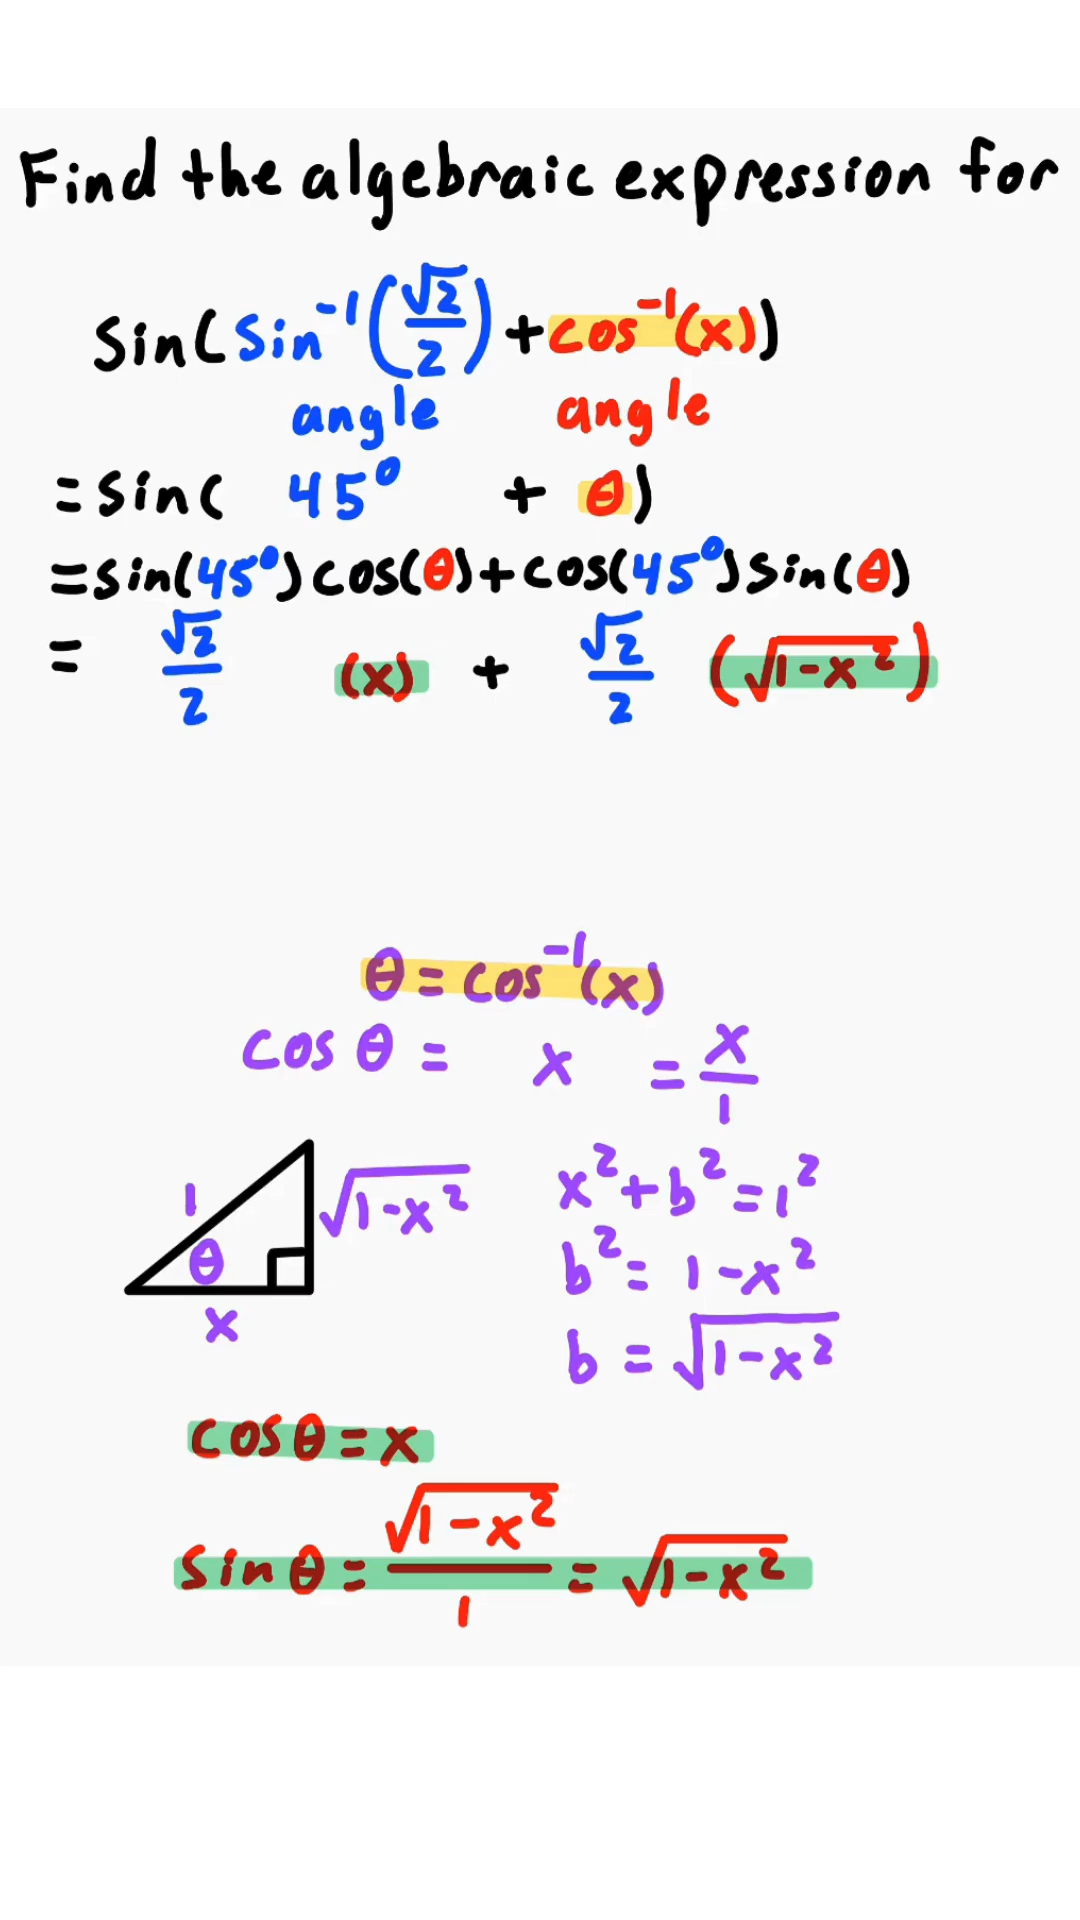 Find the algebraic expression for
sin(sin⁻¹(√2/2)+cos⁻¹(x))
angle angle
=sin( 45° + θ)
=sin(45°)cos(θ)+cos(45°)sin(θ)
= √2/2 (x) + √2/2 (√(1-x²))
θ = cos⁻¹(x)
cos θ = x = x/1
1
θ
x
√(1-x²)
x²+b²=1²
b²= 1-x²
b = √(1-x²)
cosθ=x
sinθ= √(1-x²)/1 = √(1-x²)